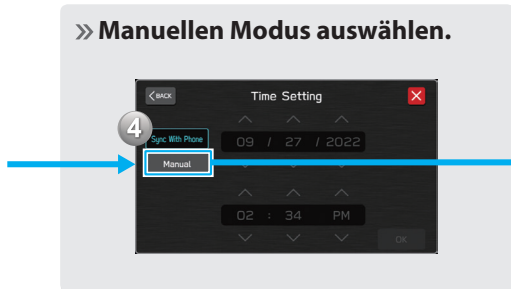 » Manuellen Modus auswählen.
< BACK
Time Setting
X
4
Sync With Phone
09 / 27 / 2022
Manual
02 : 34 PM
OK